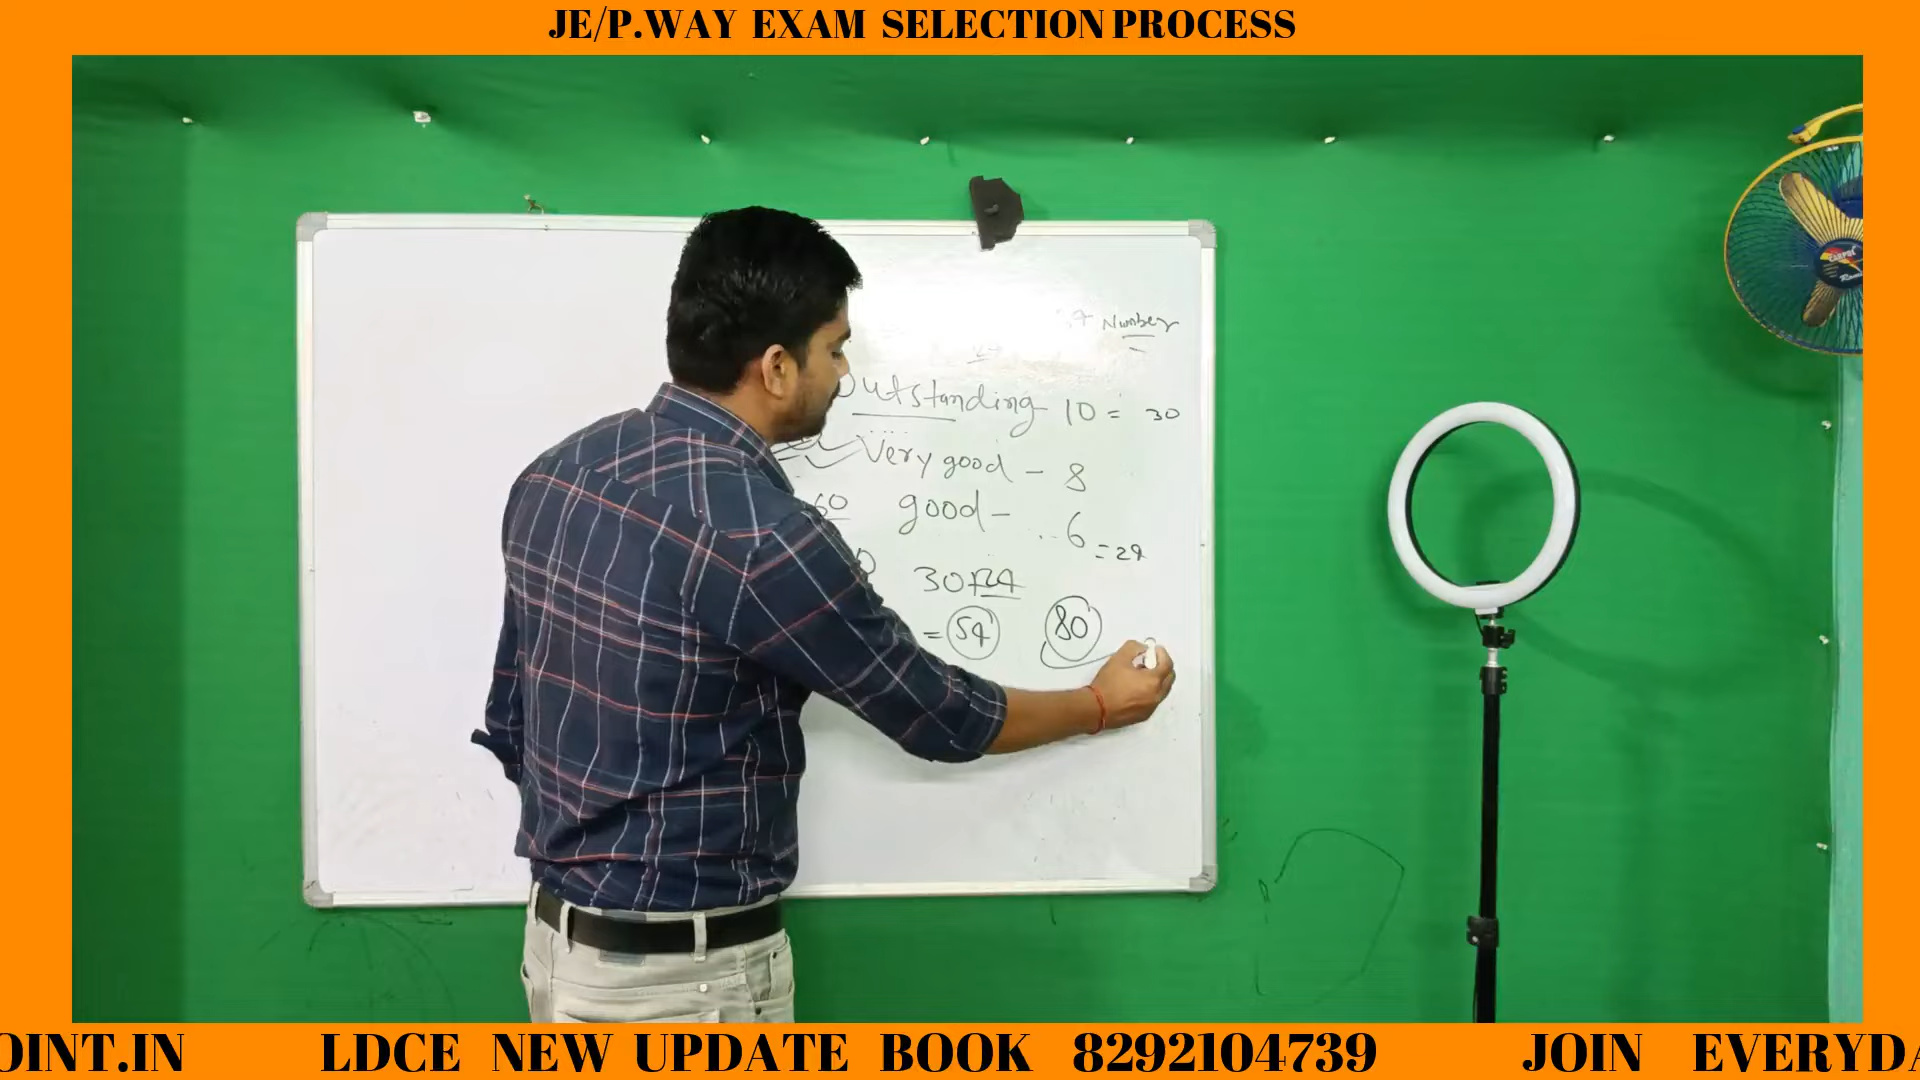 JE/P.WAY EXAM SELECTION PROCESS
Number
Outstanding 10 = 30
Very good - 8
60 good - 6 = 24
30+24
= 54 80
OINT.IN LDCE NEW UPDATE BOOK 8292104739 JOIN EVERYDA